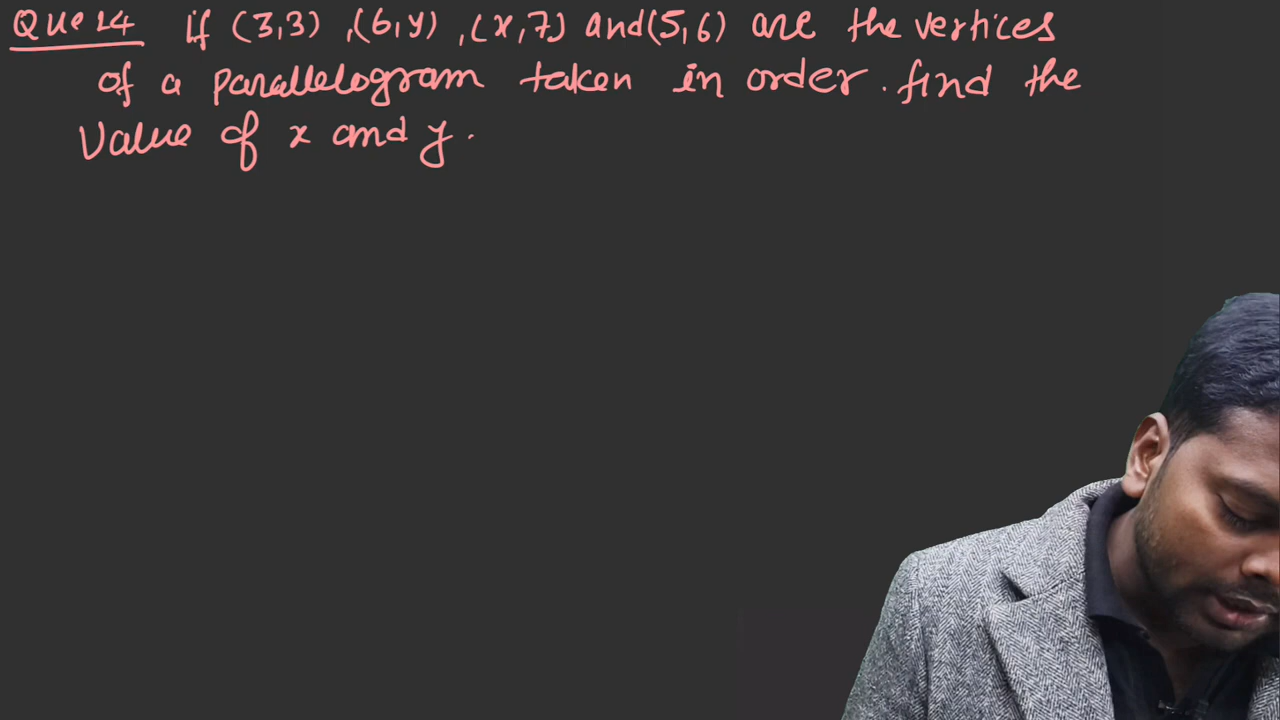 Que 14 if (3,3) ,(6,y) ,(x,7) and(5,6) are the vertices
of a parallelogram taken in order. find the
Value of x and y.